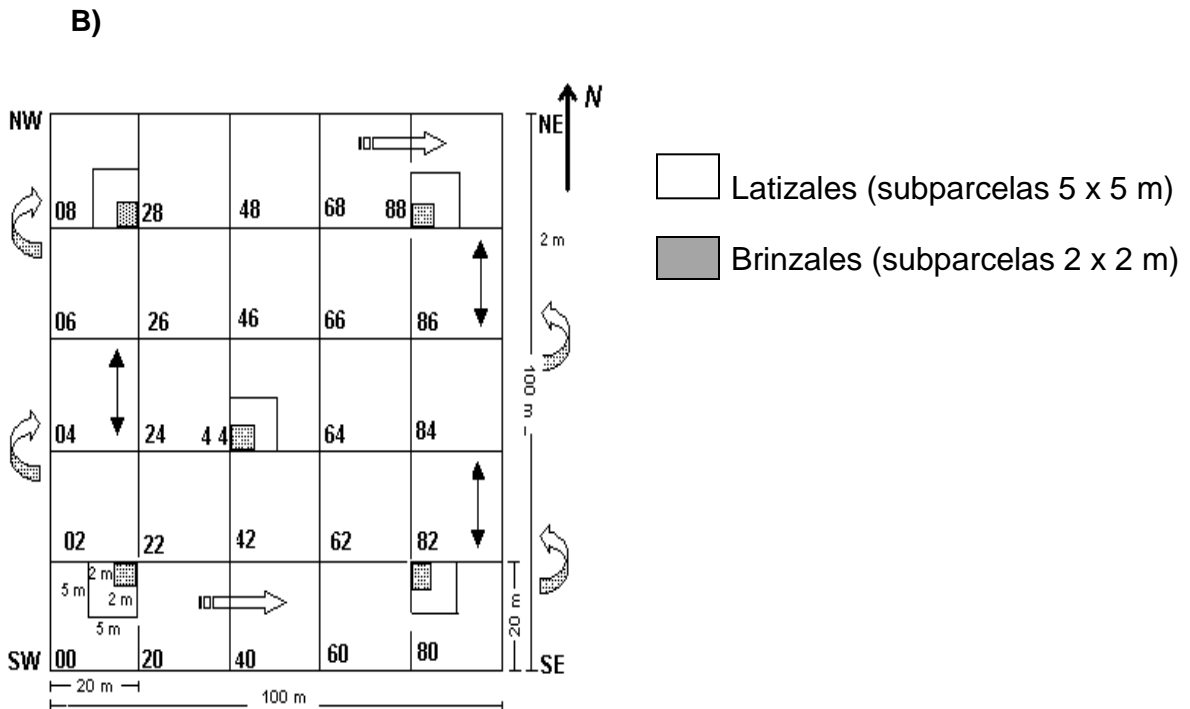 B)
N
NW
NE
08
28
48
68
88
Latizales (subparcelas 5 x 5 m)
2 m
Brinzales (subparcelas 2 x 2 m)
06
26
46
66
86
100 m
04
24
4 4
64
84
02
22
42
62
82
2 m
5 m
2 m
5 m
20 m
SW
00
20
40
60
80
SE
20 m
100 m